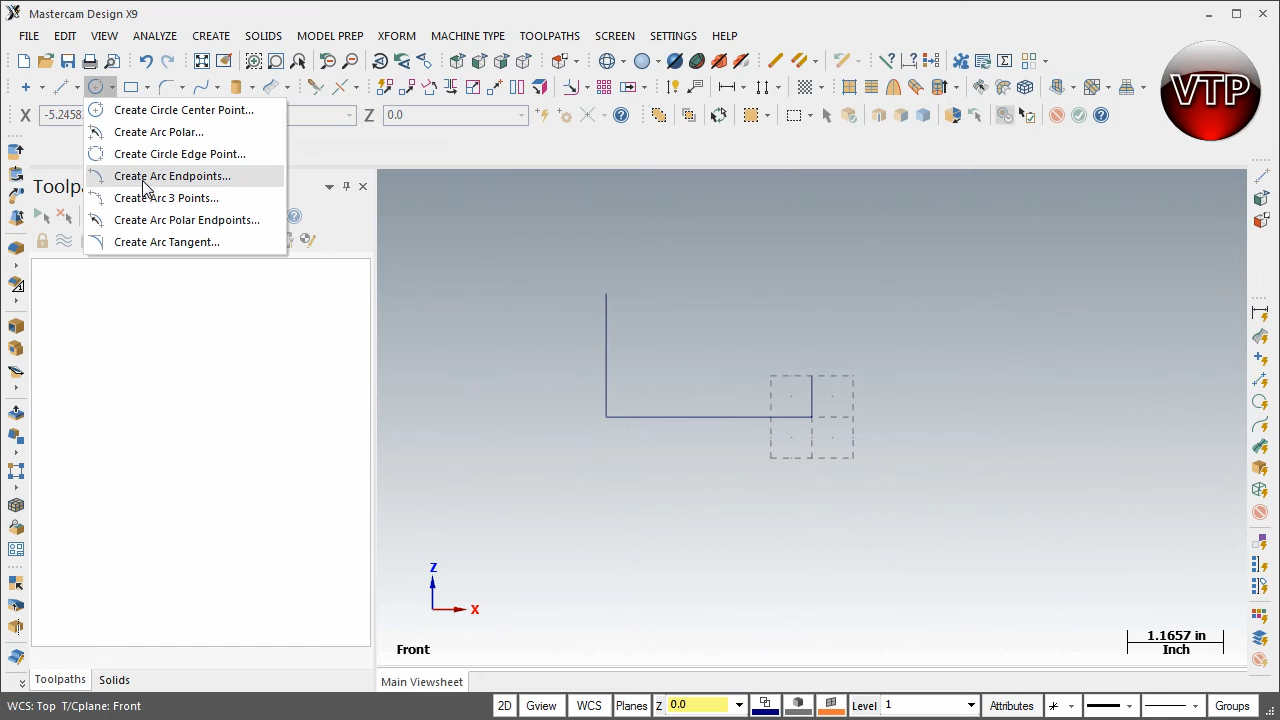 Mastercam Design X9
FILE EDIT VIEW ANALYZE CREATE SOLIDS MODEL PREP XFORM MACHINE TYPE TOOLPATHS SCREEN SETTINGS HELP
VTP
X -5.2458 Z 0.0
Create Circle Center Point...
Create Arc Polar...
Create Circle Edge Point...
Create Arc Endpoints...
Create Arc 3 Points...
Create Arc Polar Endpoints...
Create Arc Tangent...
Toolpa
Z
X
Front
1.1657 in
Inch
Toolpaths Solids
Main Viewsheet
WCS: Top T/Cplane: Front
2D Gview WCS Planes Z 0.0 Level 1 Attributes Groups